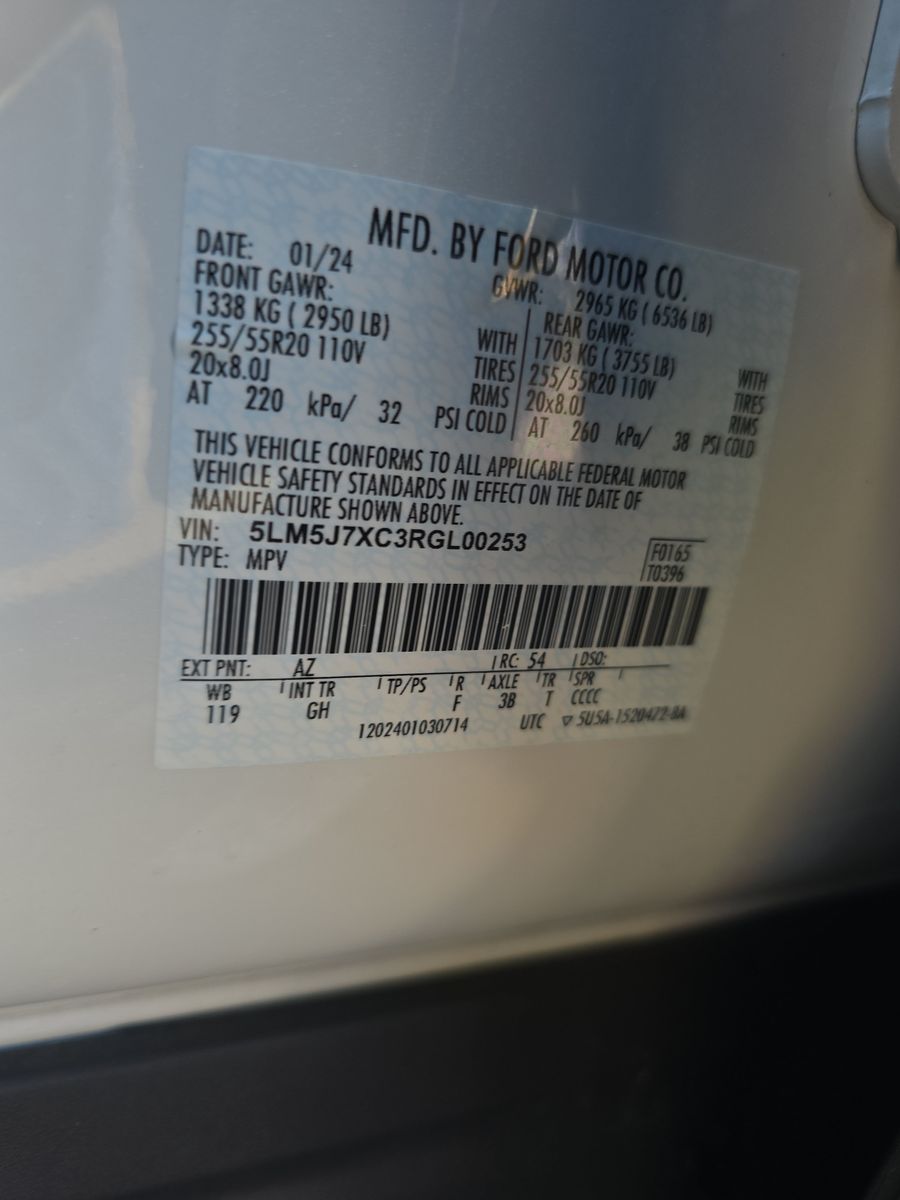 MFD. BY FORD MOTOR CO.
DATE: 01/24 GVWR: 2965 KG ( 6536 LB)
FRONT GAWR: REAR GAWR:
1338 KG ( 2950 LB) WITH 1703 KG ( 3755 LB) WITH
255/55R20 110V TIRES 255/55R20 110V TIRES
20x8.0J RIMS 20x8.0J RIMS
AT 220 kPa/ 32 PSI COLD AT 260 kPa/ 38 PSI COLD
THIS VEHICLE CONFORMS TO ALL APPLICABLE FEDERAL MOTOR
VEHICLE SAFETY STANDARDS IN EFFECT ON THE DATE OF
MANUFACTURE SHOWN ABOVE.
VIN: 5LM5J7XC3RGL00253
TYPE: MPV
F0165
T0396
EXT PNT: AZ RC: 54 DSO:
WB INT TR TP/PS R AXLE TR SPR
119 GH F 3B T CCCC
1202401030714 UTC ▽ 5U5A-1520472-BA